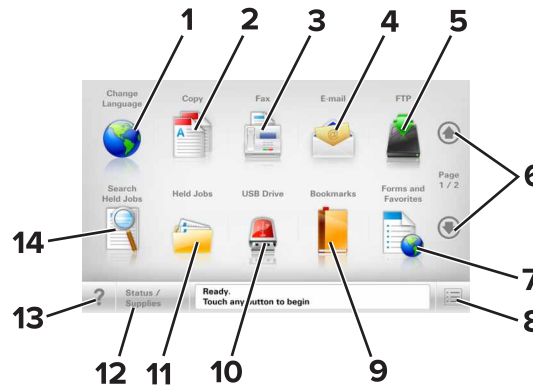 1 2 3 4 5
Change
Language
Copy
Fax
E-mail
FTP
6
Page
1 / 2
Search
Held Jobs
Held Jobs
USB Drive
Bookmarks
Forms and
Favorites
14
7
?
Status /
Supplies
Ready.
Touch any button to begin
8
13
12
11
10
9